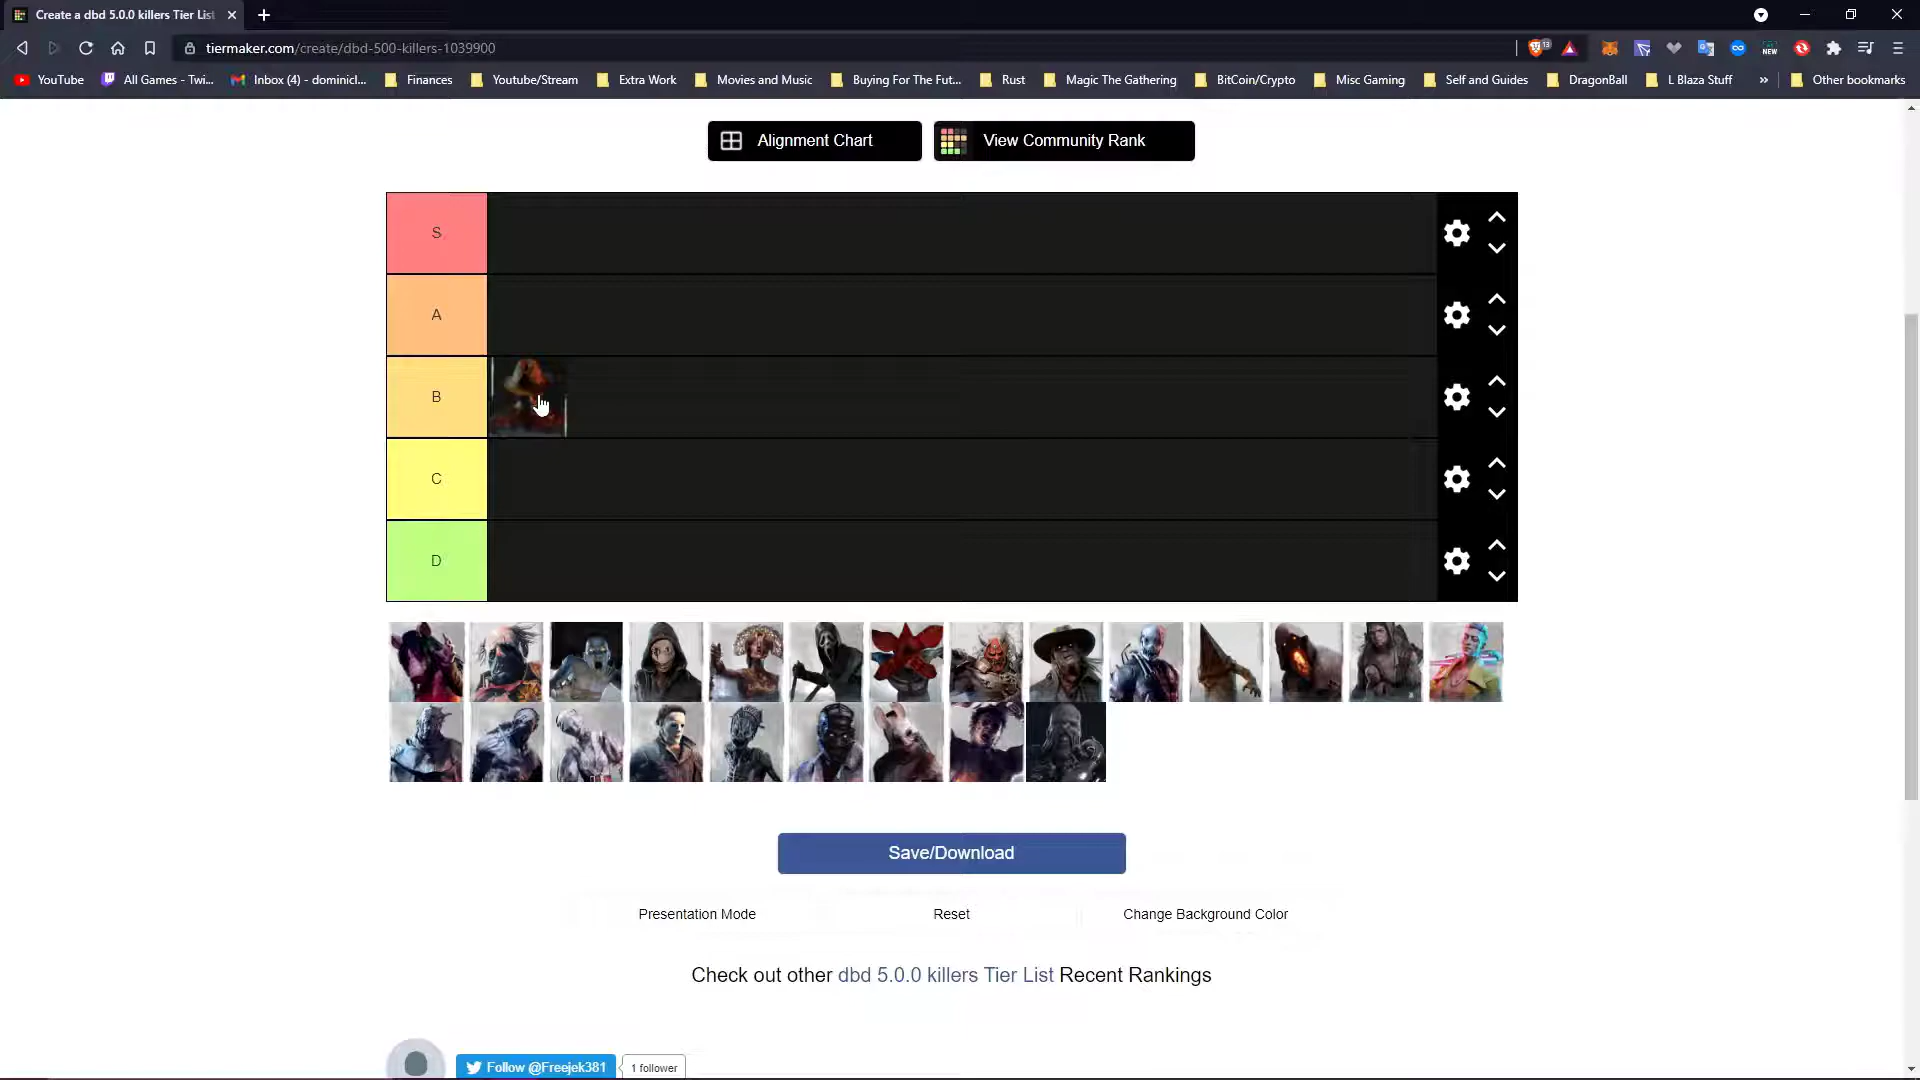 Create a dbd 5.0.0 killers Tier List
tiermaker.com/create/dbd-500-killers-1039900
13
NEW
YouTube
All Games - Twi...
Inbox (4) - dominicl...
Finances
Youtube/Stream
Extra Work
Movies and Music
Buying For The Fut...
Rust
Magic The Gathering
BitCoin/Crypto
Misc Gaming
Self and Guides
DragonBall
L Blaza Stuff
Other bookmarks
Alignment Chart
View Community Rank
S
A
B
C
D
Save/Download
Presentation Mode
Reset
Change Background Color
Check out other dbd 5.0.0 killers Tier List Recent Rankings
Follow @Freejek381
1 follower